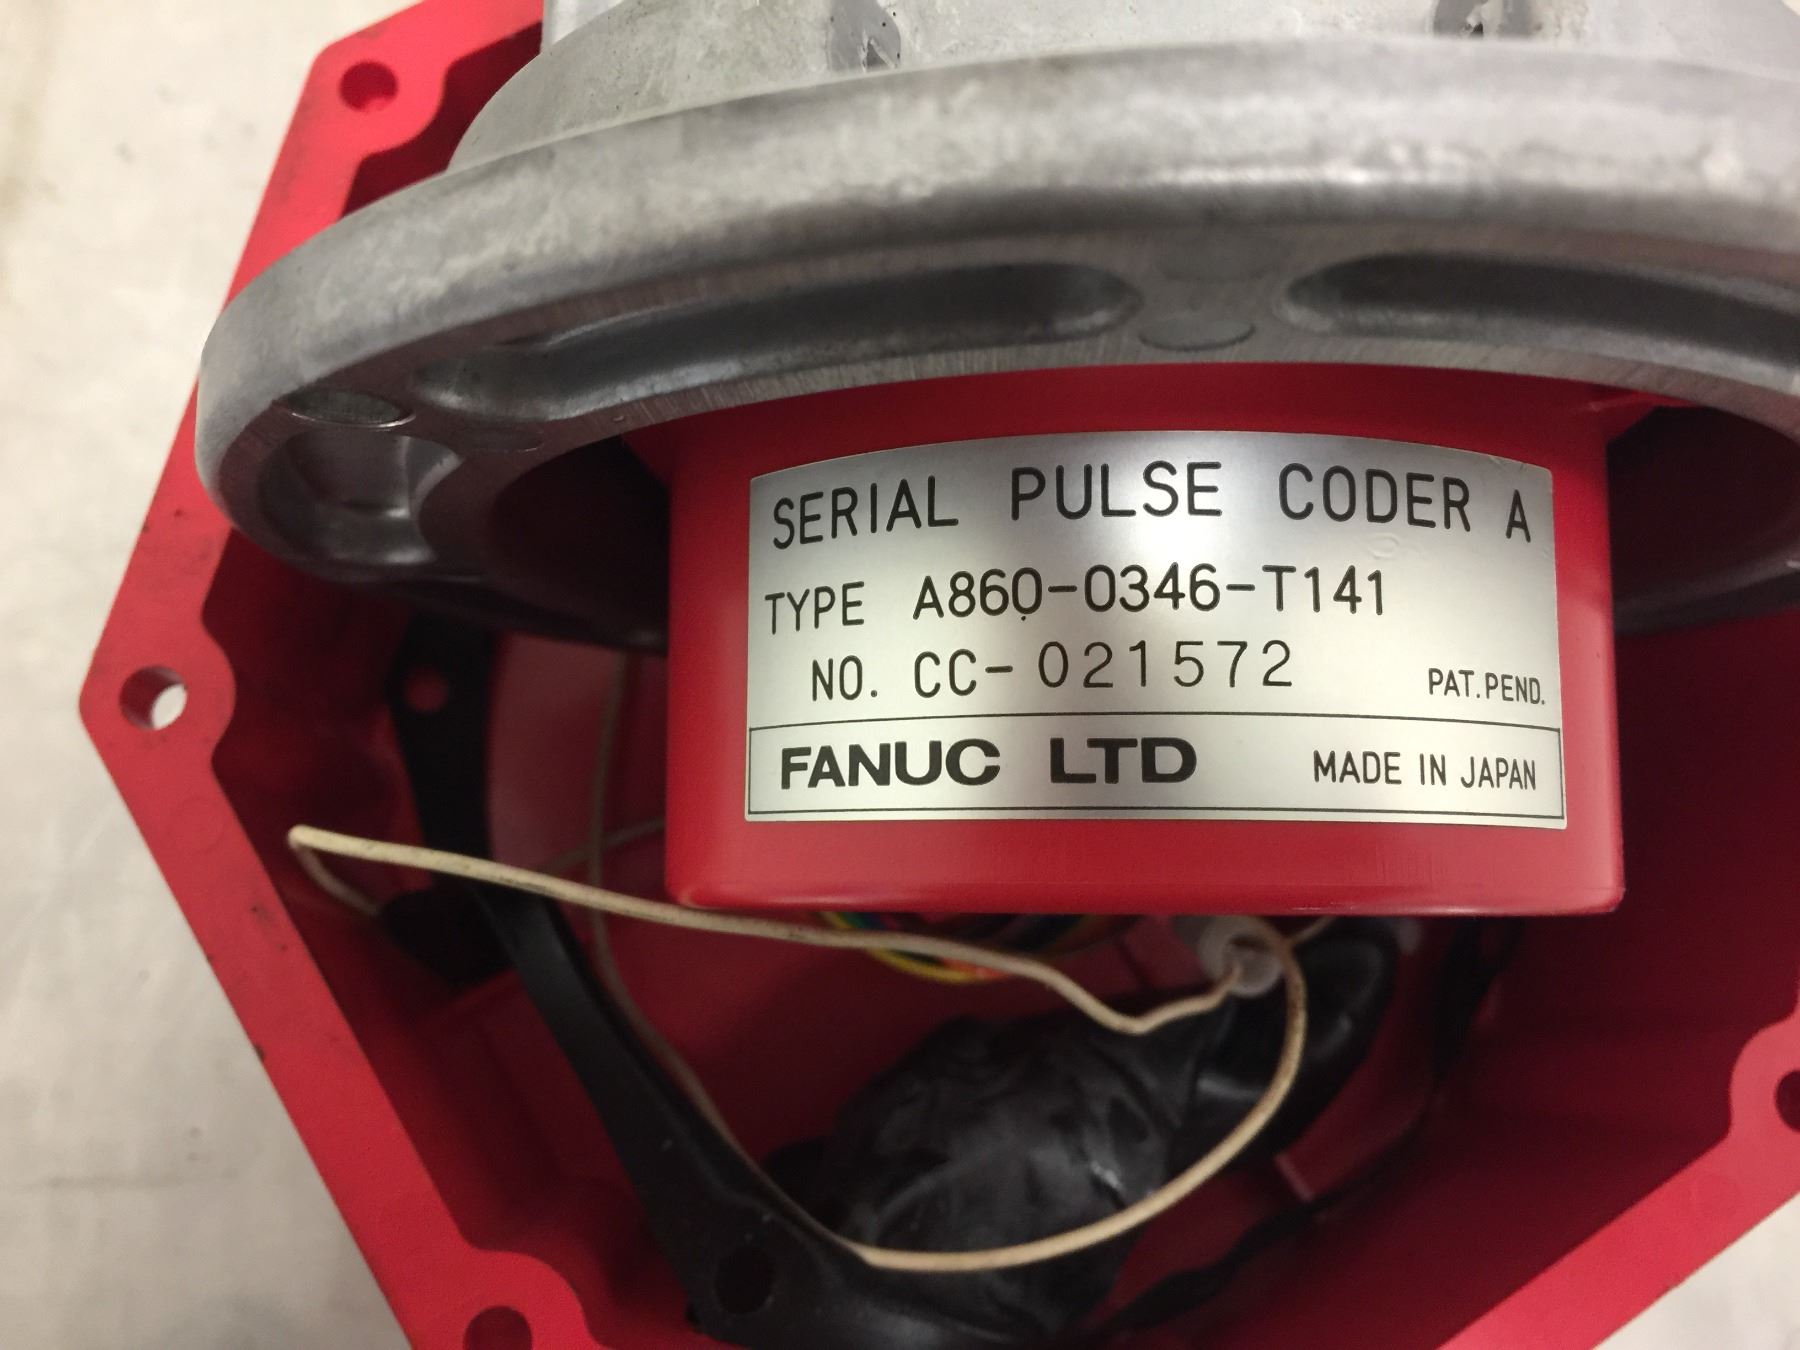 SERIAL PULSE CODER A
TYPE A860-0346-T141
NO. CC-021572 PAT.PEND.
FANUC LTD MADE IN JAPAN